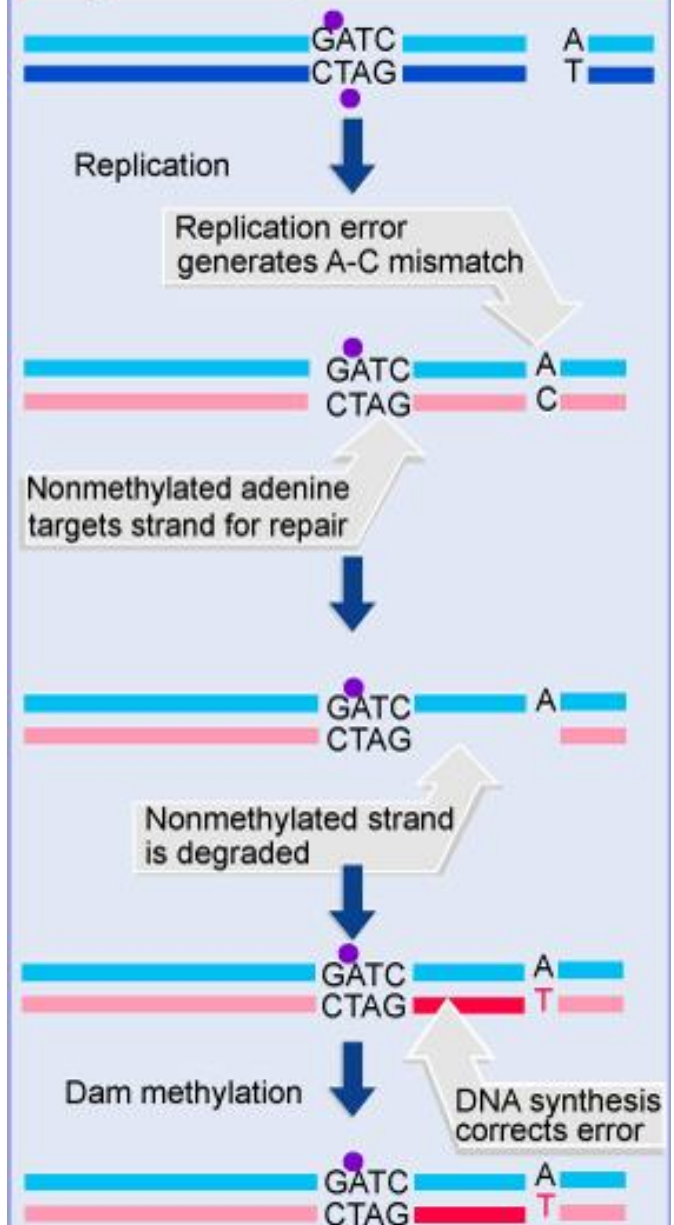 GATC A
CTAG T
Replication
Replication error
generates A-C mismatch
GATC A
CTAG C
Nonmethylated adenine
targets strand for repair
GATC A
CTAG
Nonmethylated strand
is degraded
GATC A
CTAG T
Dam methylation
DNA synthesis
corrects error
GATC A
CTAG T